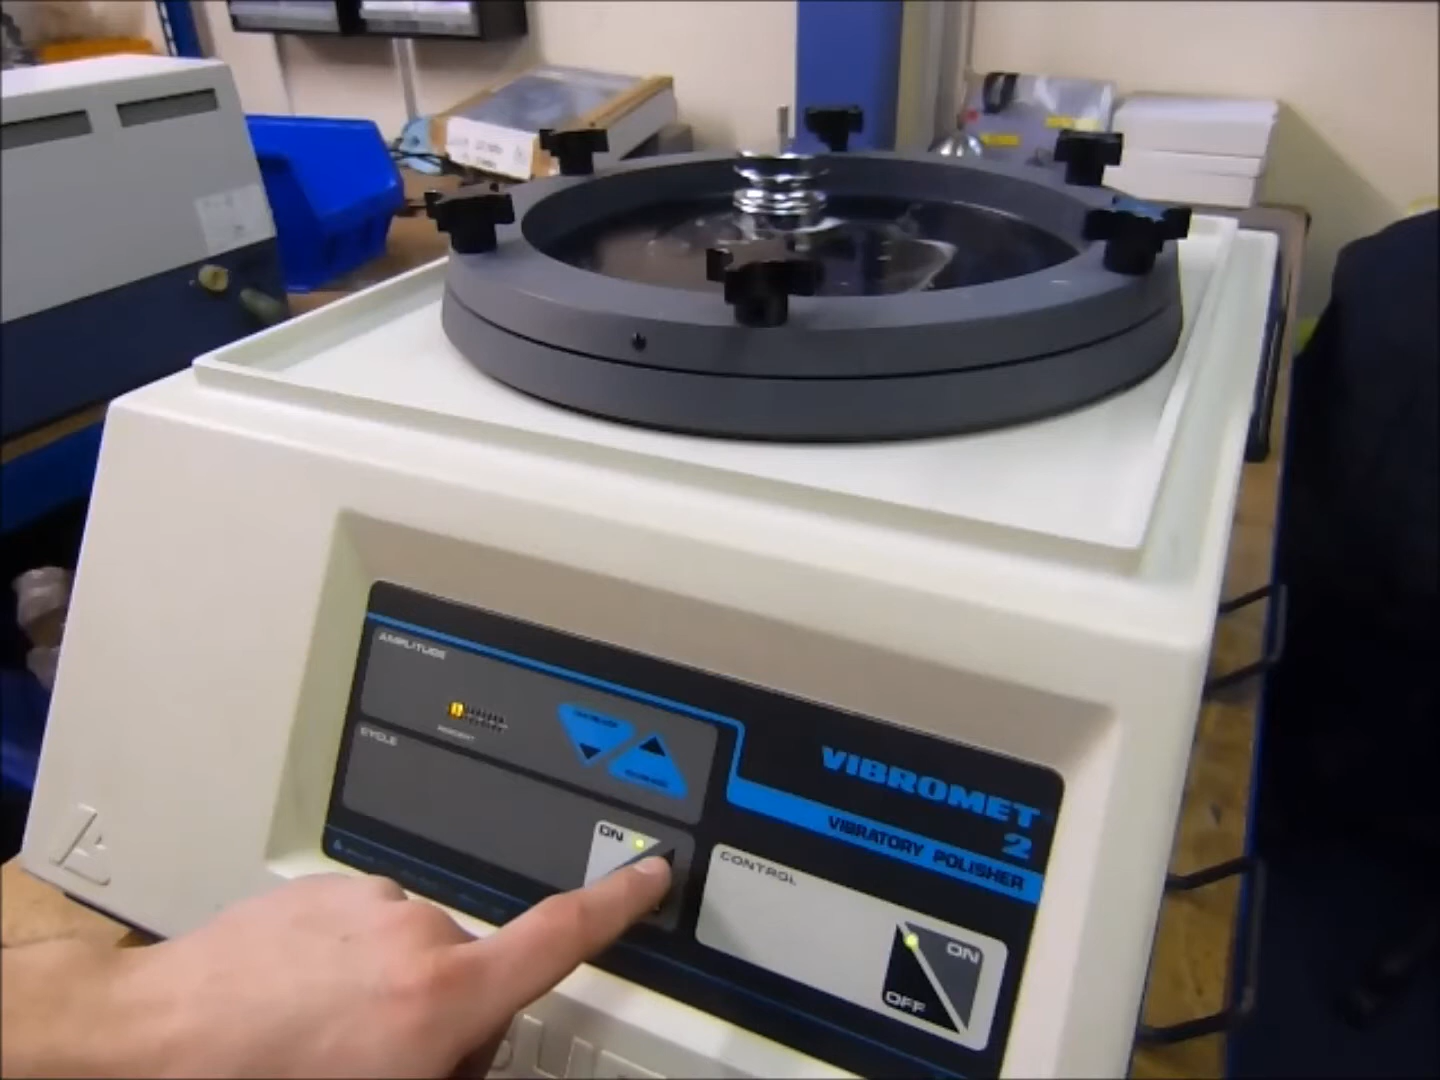 AMPLITUDE
CYCLE
ON
VIBROMET
2
VIBRATORY POLISHER
CONTROL
ON
OFF